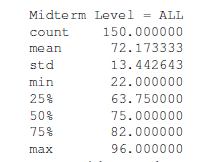 Midterm Level = ALL
count 150.000000
mean 72.173333
std 13.442643
min 22.000000
25% 63.750000
50% 75.000000
75% 82.000000
max 96.000000